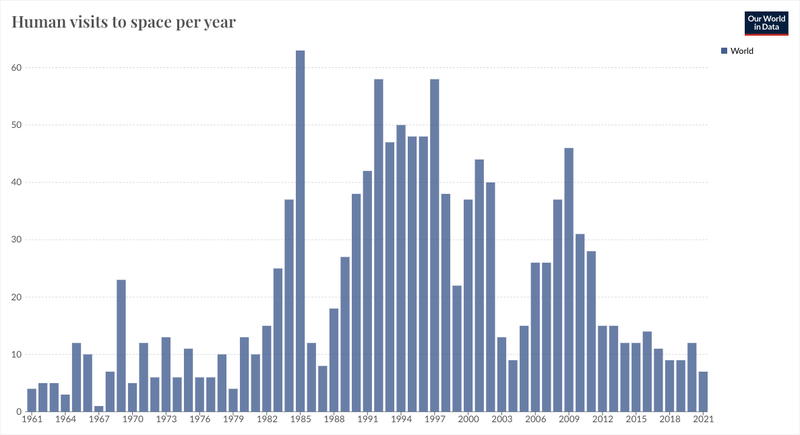 Human visits to space per year
Our World
in Data
World
60
50
40
30
20
10
0
1961 1964 1967 1970 1973 1976 1979 1982 1985 1988 1991 1994 1997 2000 2003 2006 2009 2012 2015 2018 2021